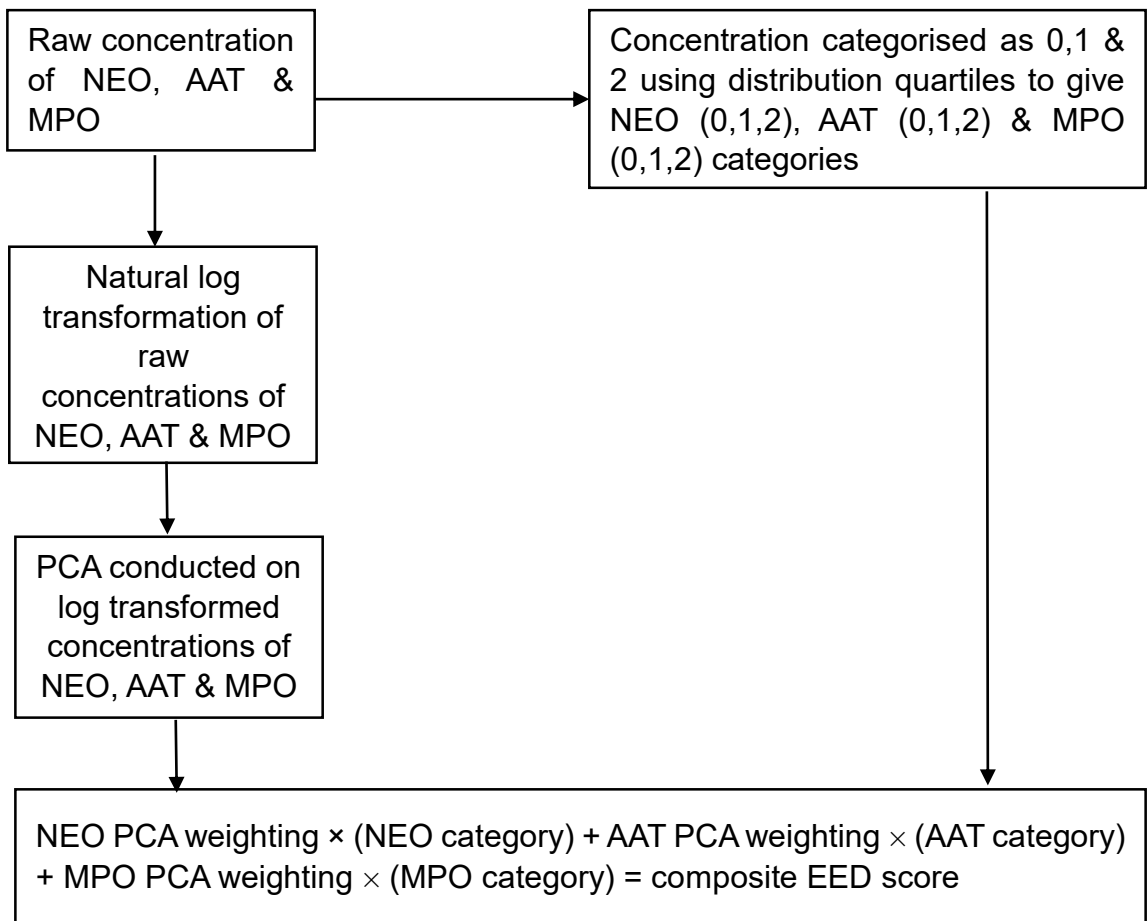 Raw concentration
of NEO, AAT &
MPO
Concentration categorised as 0,1 &
2 using distribution quartiles to give
NEO (0,1,2), AAT (0,1,2) & MPO
(0,1,2) categories
Natural log
transformation of
raw
concentrations of
NEO, AAT & MPO
PCA conducted on
log transformed
concentrations of
NEO, AAT & MPO
NEO PCA weighting × (NEO category) + AAT PCA weighting × (AAT category)
+ MPO PCA weighting × (MPO category) = composite EED score